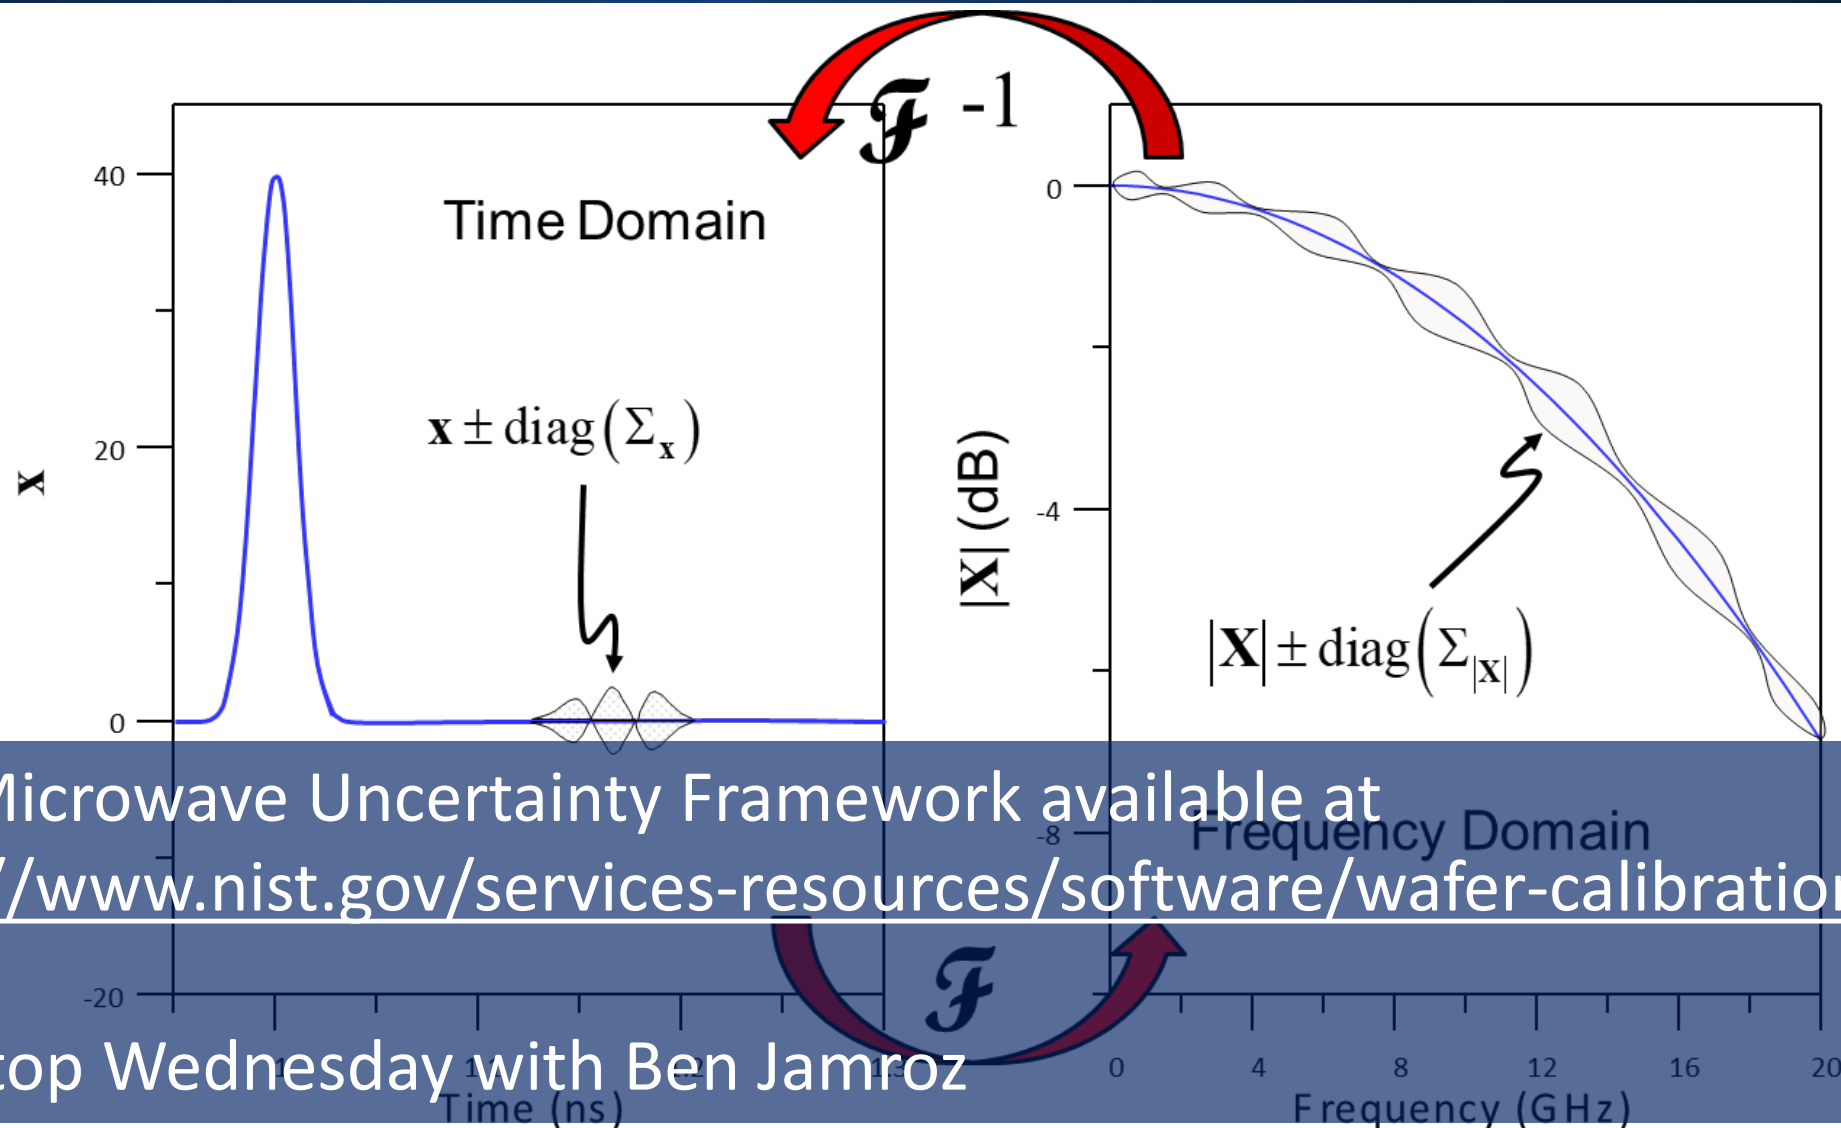 𝓕 -1
40
Time Domain
0
x ± diag(Σx)
20
x
|X| (dB)
-4
|X| ± diag(Σ|X|)
0
Microwave Uncertainty Framework available at
-8
Frequency Domain
//www.nist.gov/services-resources/software/wafer-calibration
-20
𝓕
top Wednesday with Ben Jamroz
0 4 8 12 16 20
Time (ns)
Frequency (GHz)